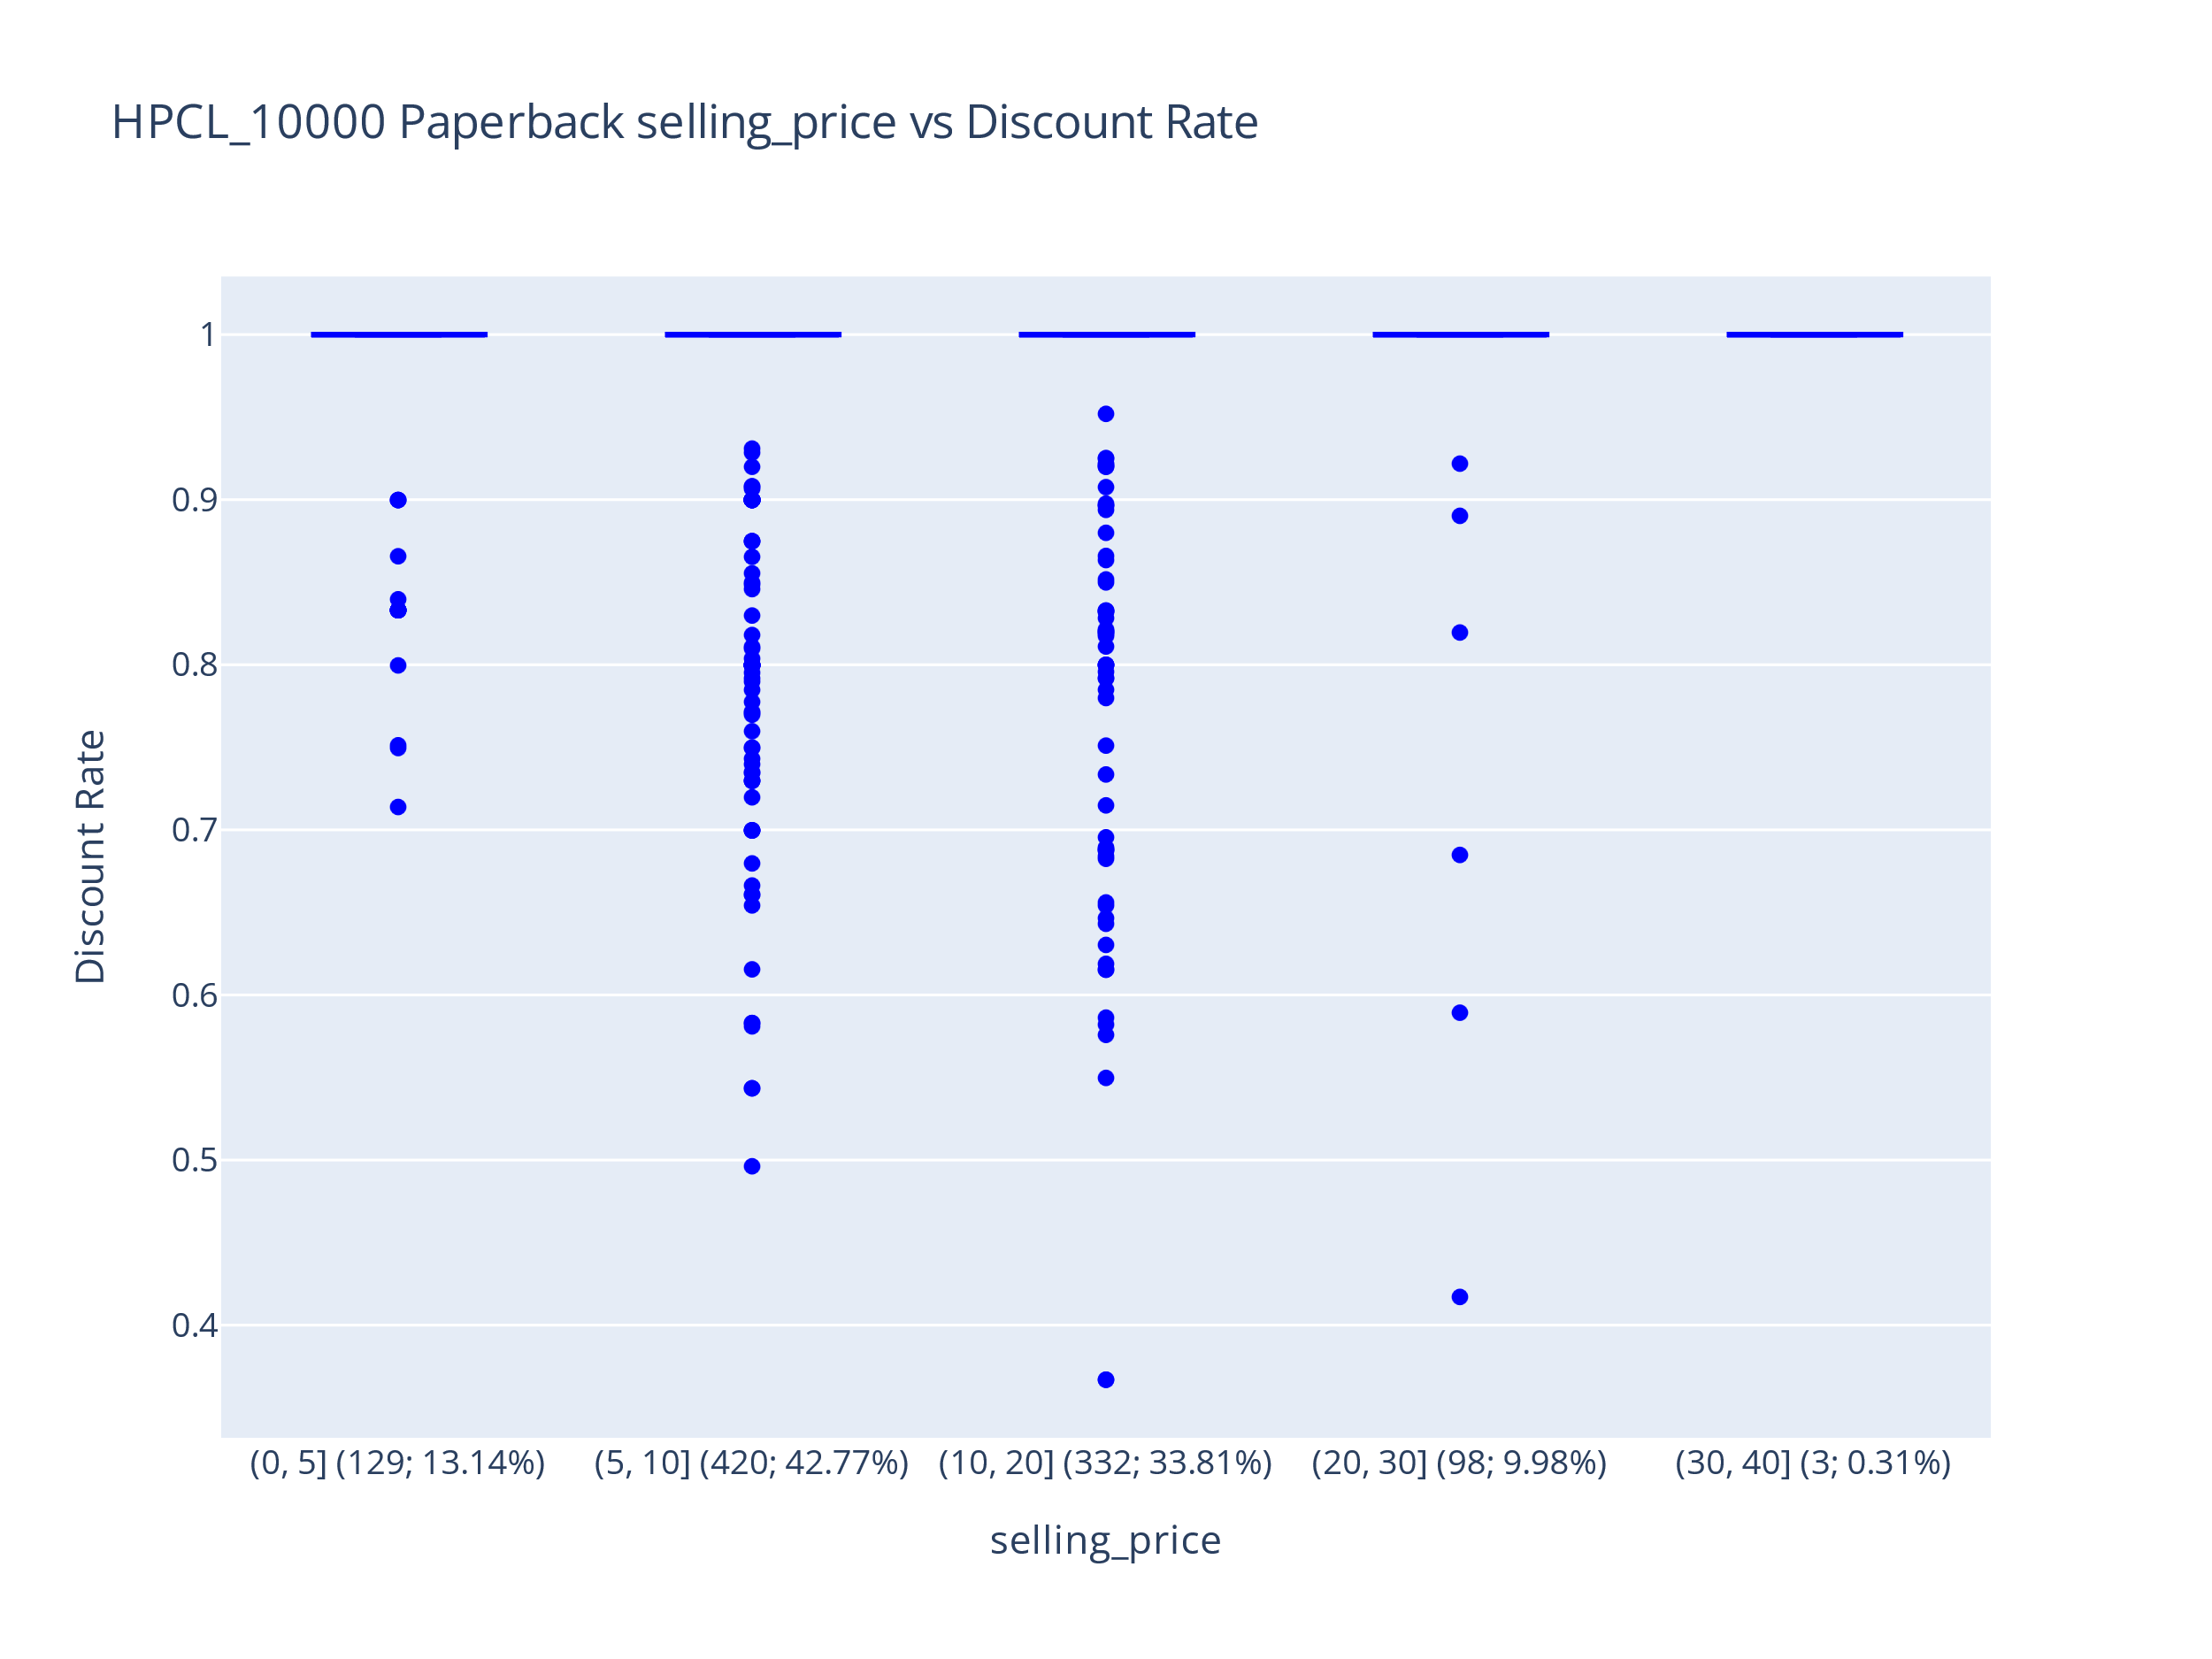 HPCL_10000 Paperback selling_price vs Discount Rate
1
0.9
0.8
0.7
0.6
0.5
0.4
Discount Rate
(0, 5] (129; 13.14%) (5, 10] (420; 42.77%) (10, 20] (332; 33.81%) (20, 30] (98; 9.98%) (30, 40] (3; 0.31%)
selling_price